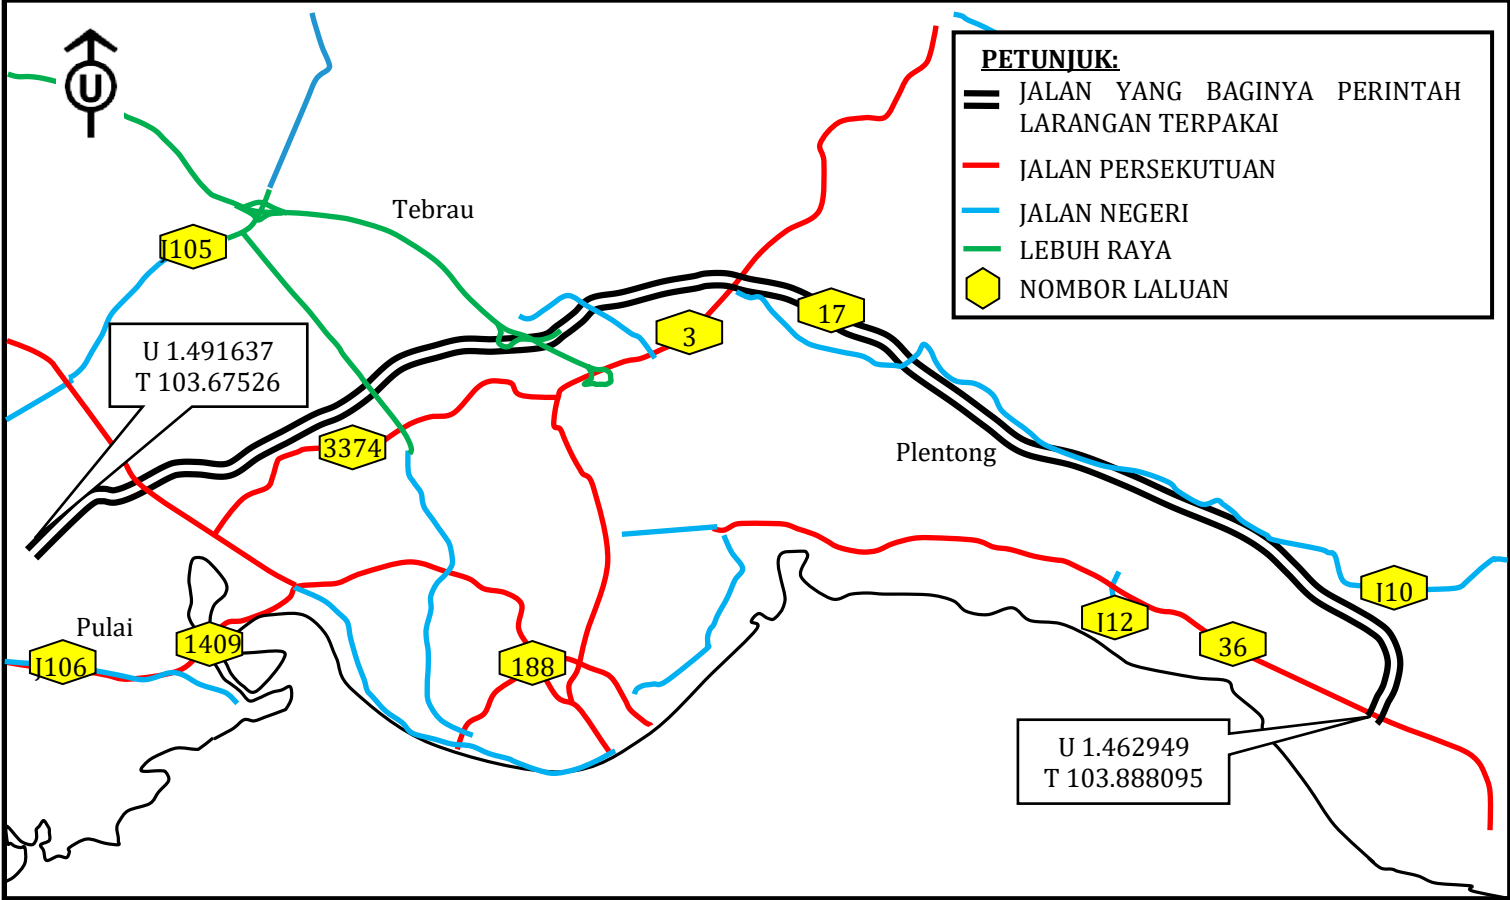 U
PETUNJUK:
JALAN YANG BAGINYA PERINTAH
LARANGAN TERPAKAI
JALAN PERSEKUTUAN
JALAN NEGERI
LEBUH RAYA
NOMBOR LALUAN
Tebrau
J105
17
3
U 1.491637
T 103.67526
3374
Plentong
J10
J12
Pulai
1409
36
J106
188
U 1.462949
T 103.888095